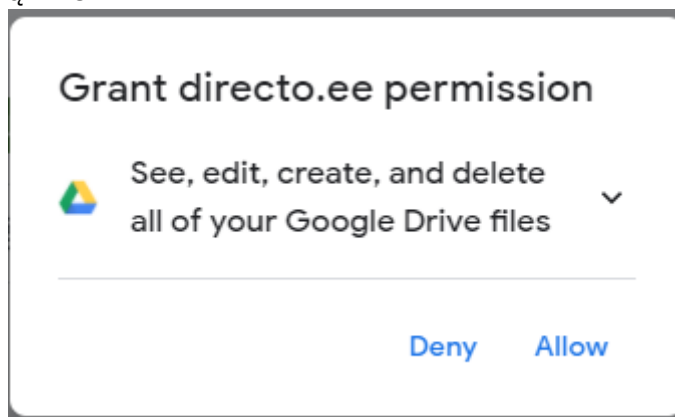 Grant directo.ee permission
See, edit, create, and delete
all of your Google Drive files
Deny Allow